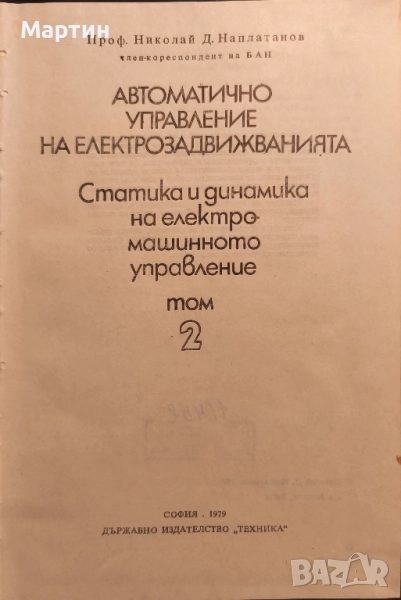 Мартин
Проф. Николай Д. Наплатанов
член-кореспондент на БАН
АВТОМАТИЧНО
УПРАВЛЕНИЕ
НА ЕЛЕКТРОЗАДВИЖВАНИЯТА
Статика и динамика
на електро-
машинното
управление
том
2
СОФИЯ . 1979
ДЪРЖАВНО ИЗДАТЕЛСТВО „ТЕХНИКА“
BAZAR